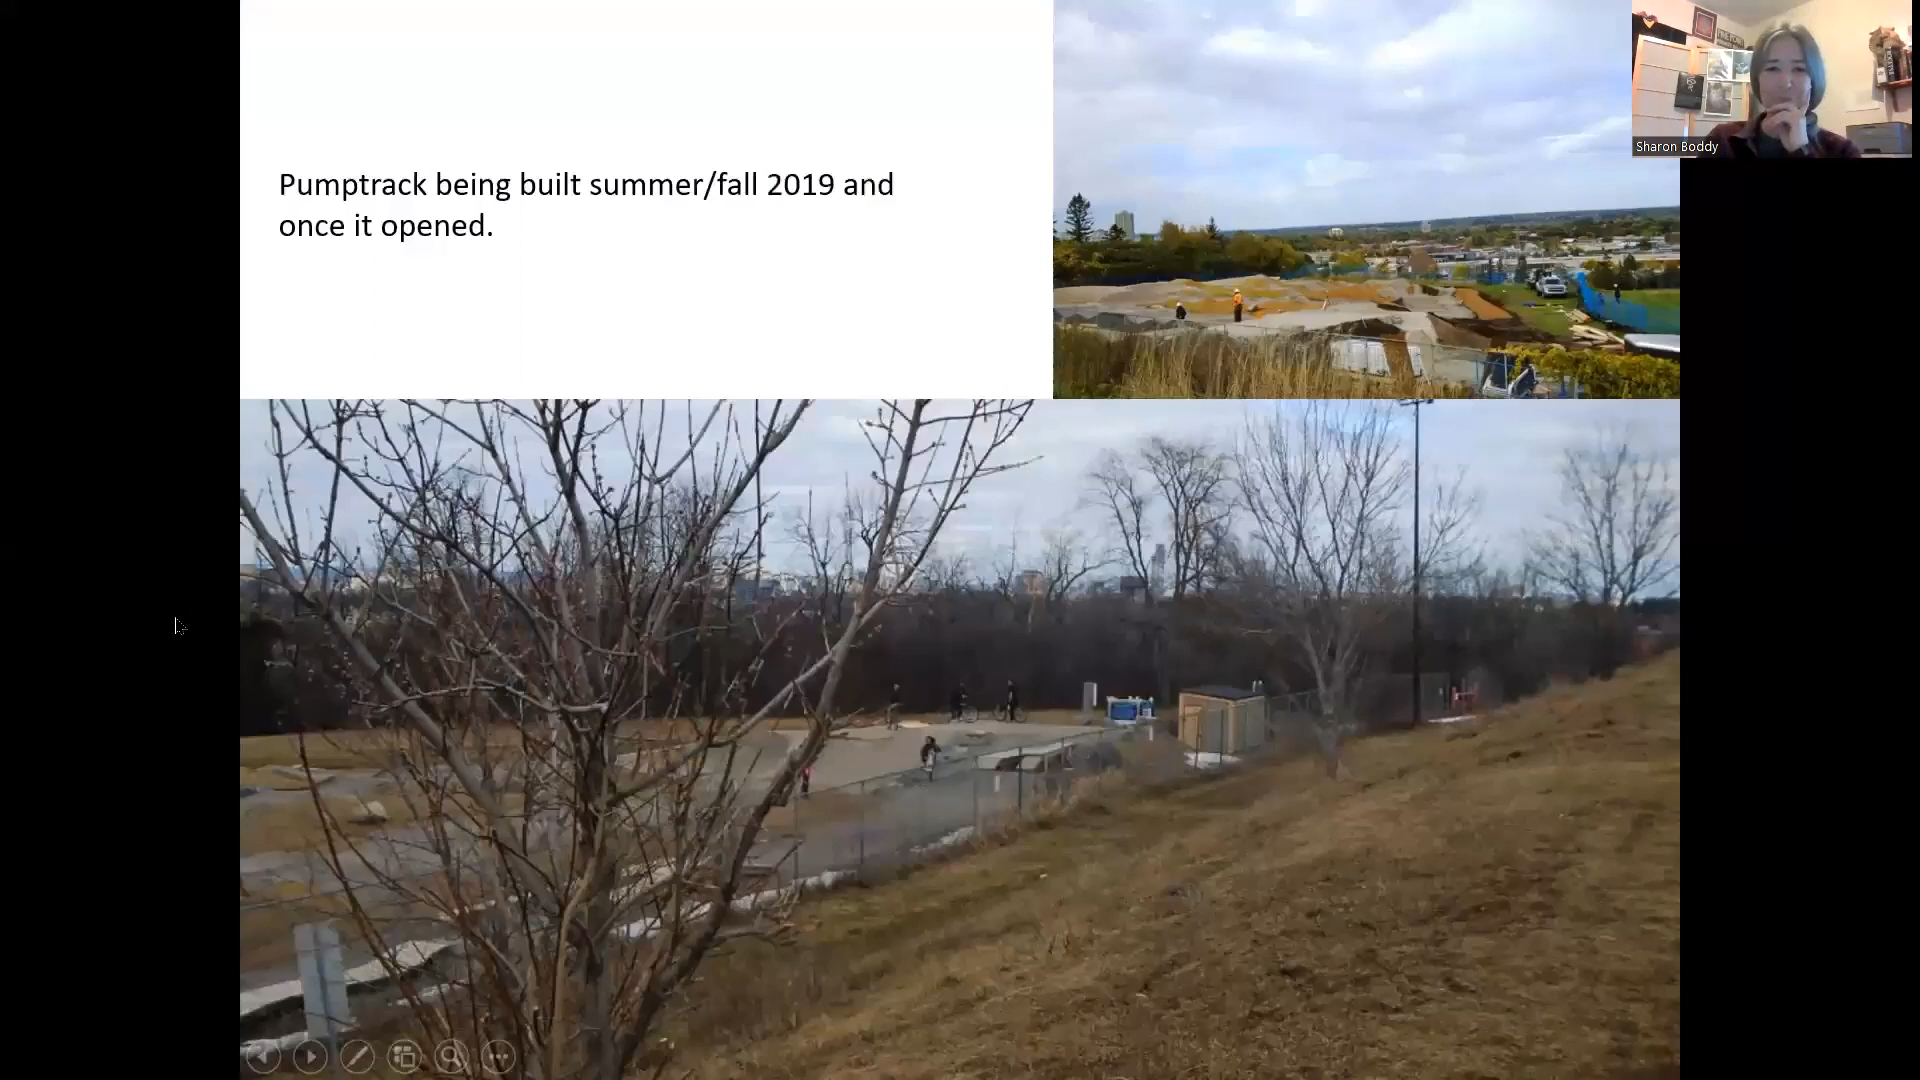 Pumptrack being built summer/fall 2019 and
once it opened.
Sharon Boddy